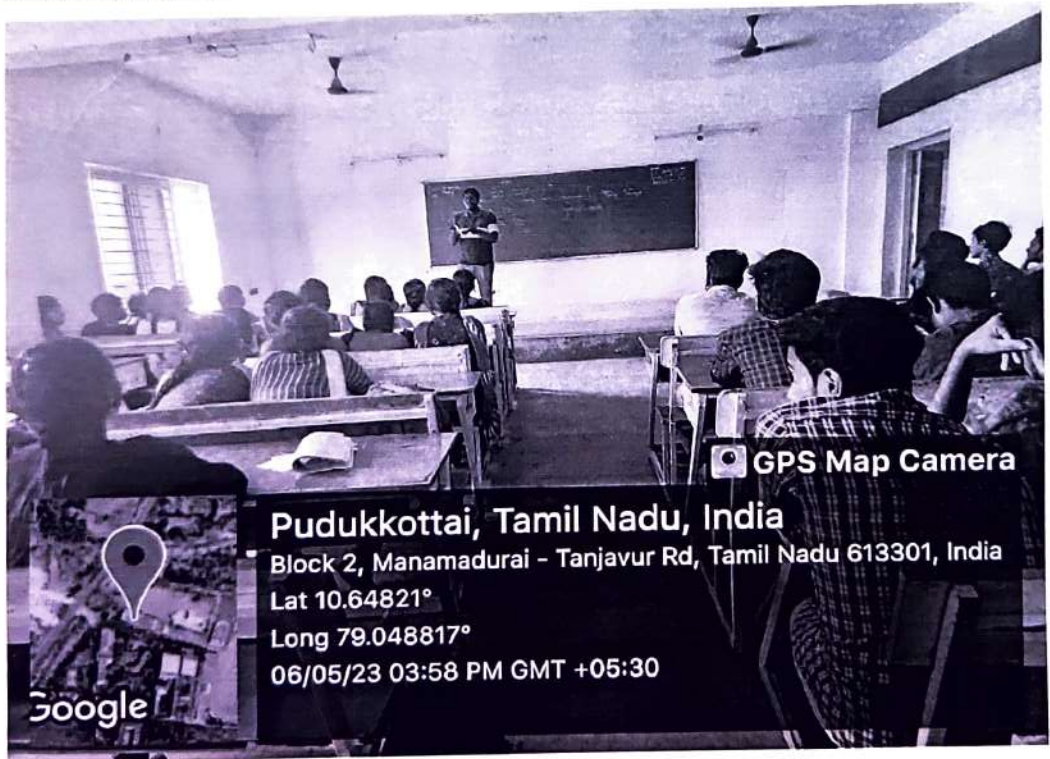 GPS Map Camera
Pudukkottai, Tamil Nadu, India
Block 2, Manamadurai - Tanjavur Rd, Tamil Nadu 613301, India
Lat 10.64821°
Long 79.048817°
06/05/23 03:58 PM GMT +05:30
Google